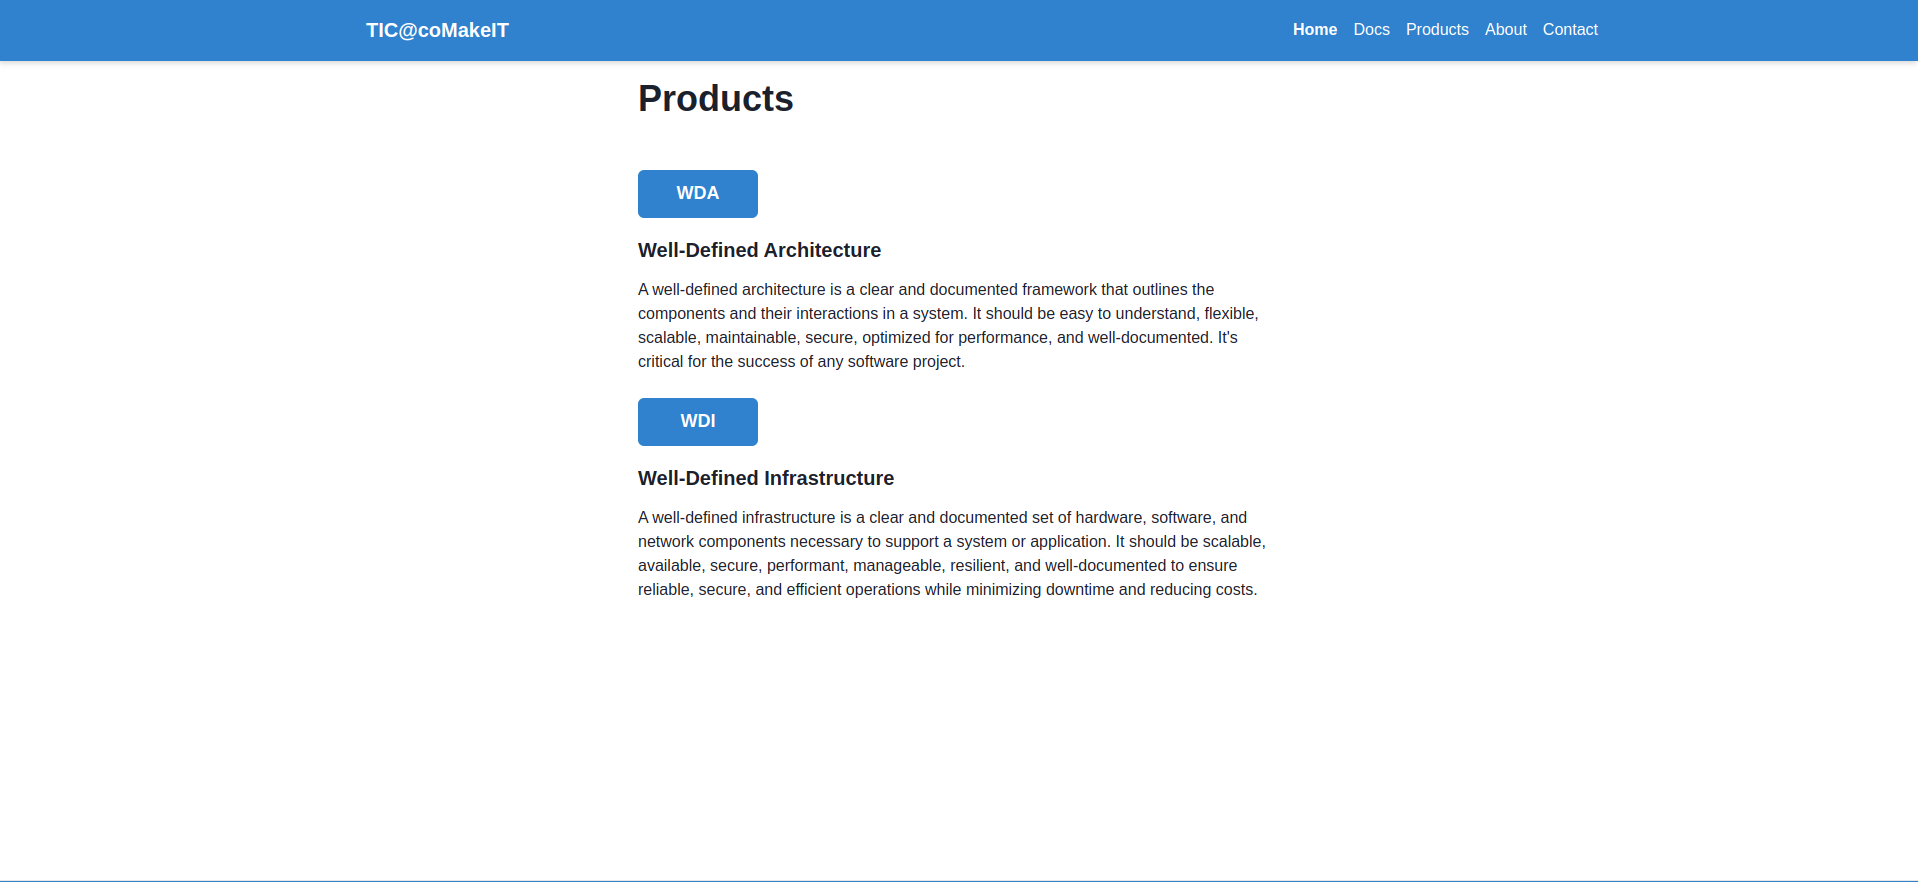 TIC@coMakeIT
Home Docs Products About Contact
Products
WDA
Well-Defined Architecture
A well-defined architecture is a clear and documented framework that outlines the
components and their interactions in a system. It should be easy to understand, flexible,
scalable, maintainable, secure, optimized for performance, and well-documented. It's
critical for the success of any software project.
WDI
Well-Defined Infrastructure
A well-defined infrastructure is a clear and documented set of hardware, software, and
network components necessary to support a system or application. It should be scalable,
available, secure, performant, manageable, resilient, and well-documented to ensure
reliable, secure, and efficient operations while minimizing downtime and reducing costs.